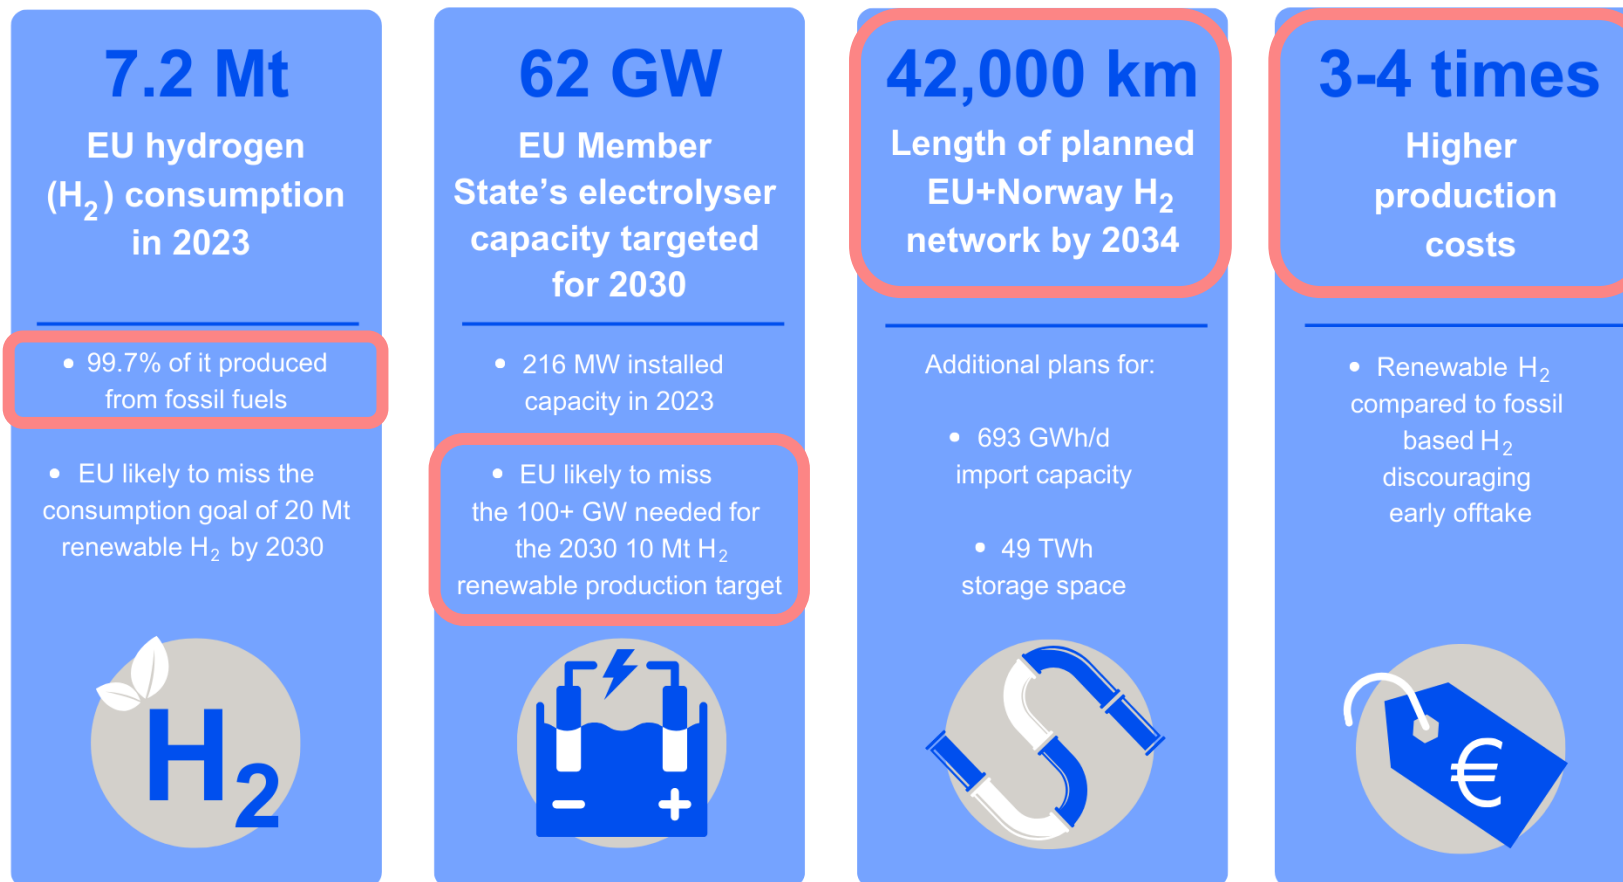 7.2 Mt
EU hydrogen
(H₂) consumption
in 2023
• 99.7% of it produced
from fossil fuels
• EU likely to miss the
consumption goal of 20 Mt
renewable H₂ by 2030
H₂
62 GW
EU Member
State’s electrolyser
capacity targeted
for 2030
• 216 MW installed
capacity in 2023
• EU likely to miss
the 100+ GW needed for
the 2030 10 Mt H₂
renewable production target
− +
42,000 km
Length of planned
EU+Norway H₂
network by 2034
Additional plans for:
• 693 GWh/d
import capacity
• 49 TWh
storage space
3-4 times
Higher
production
costs
• Renewable H₂
compared to fossil
based H₂
discouraging
early offtake
€